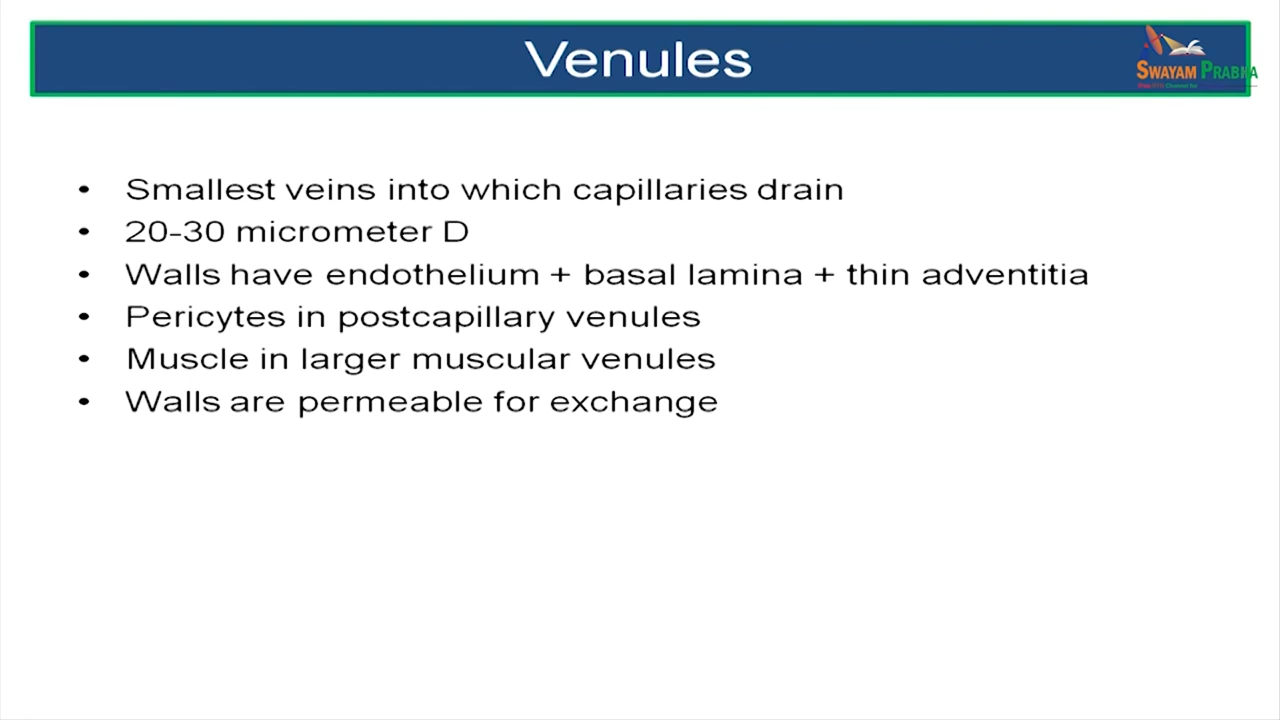 Venules
SWAYAM PRABHA
• Smallest veins into which capillaries drain
• 20-30 micrometer D
• Walls have endothelium + basal lamina + thin adventitia
• Pericytes in postcapillary venules
• Muscle in larger muscular venules
• Walls are permeable for exchange